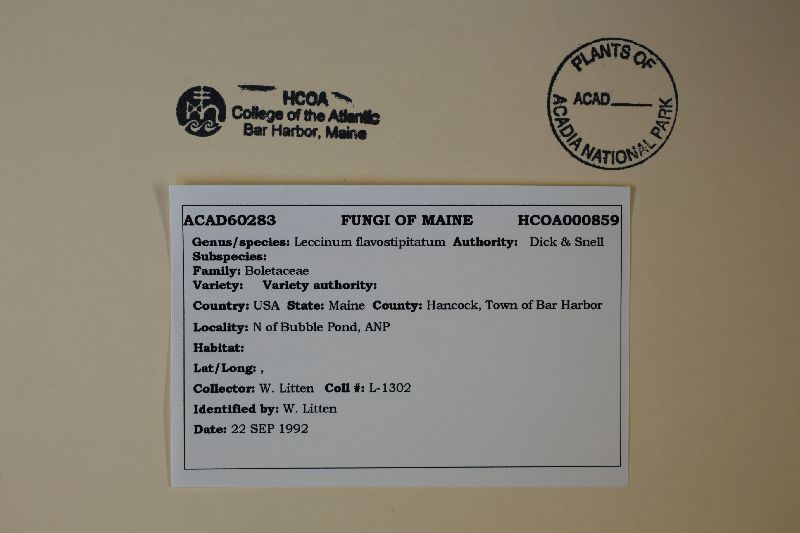 HCOA
College of the Atlantic
Bar Harbor, Maine
PLANTS OF
ACAD
ACADIA NATIONAL PARK
ACAD60283 FUNGI OF MAINE HCOA000859
Genus/species: Leccinum flavostipitatum Authority: Dick & Snell
Subspecies:
Family: Boletaceae
Variety: Variety authority:
Country: USA State: Maine County: Hancock, Town of Bar Harbor
Locality: N of Bubble Pond, ANP
Habitat:
Lat/Long: ,
Collector: W. Litten Coll #: L-1302
Identified by: W. Litten
Date: 22 SEP 1992